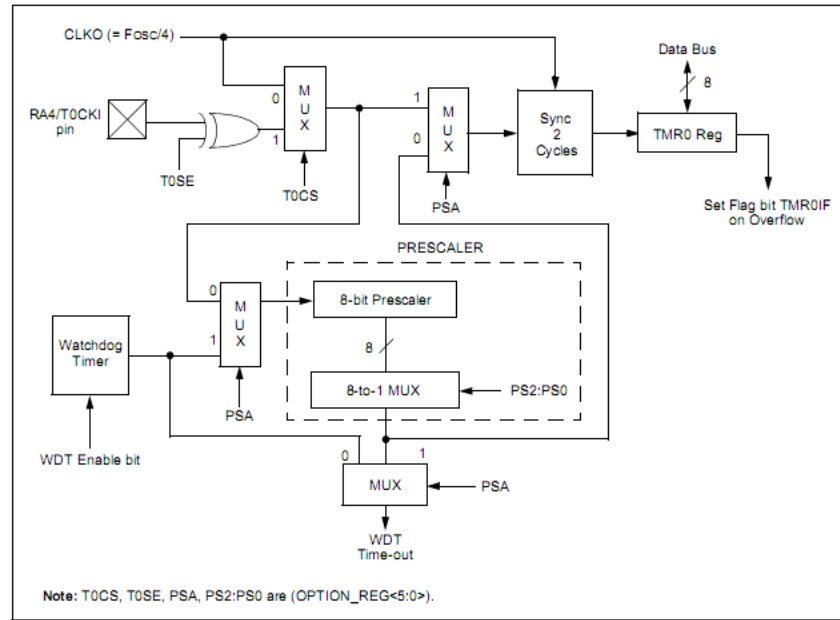 CLKO (= Fosc/4)
Data Bus
8
RA4/T0CKI
pin
0
1
M
U
X
1
0
M
U
X
Sync
2
Cycles
TMR0 Reg
T0SE
T0CS
PSA
Set Flag bit TMR0IF
on Overflow
PRESCALER
0
1
M
U
X
8-bit Prescaler
Watchdog
Timer
8
8-to-1 MUX
PS2:PS0
PSA
WDT Enable bit
0
1
MUX
PSA
WDT
Time-out
Note: T0CS, T0SE, PSA, PS2:PS0 are (OPTION_REG<5:0>).